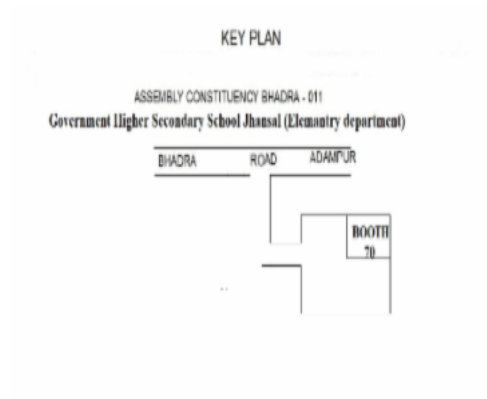 KEY PLAN
ASSEMBLY CONSTITUENCY BHADRA - 011
Government Higher Secondary School Jhansal (Elemantry department)
BHADRA ROAD ADAMPUR
BOOTH
70